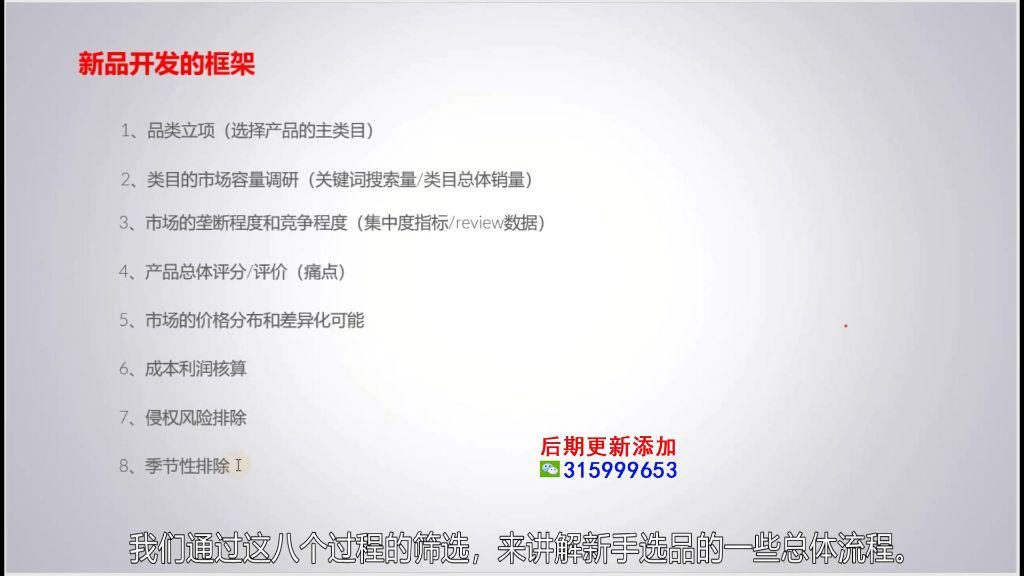 新品开发的框架
1、品类立项（选择产品的主类目）
2、类目的市场容量调研（关键词搜索量/类目总体销量）
3、市场的垄断程度和竞争程度（集中度指标/review数据）
4、产品总体评分/评价（痛点）
5、市场的价格分布和差异化可能
6、成本利润核算
7、侵权风险排除
8、季节性排除
后期更新添加
315999653
我们通过这八个过程的筛选，来讲解新手选品的一些总体流程。